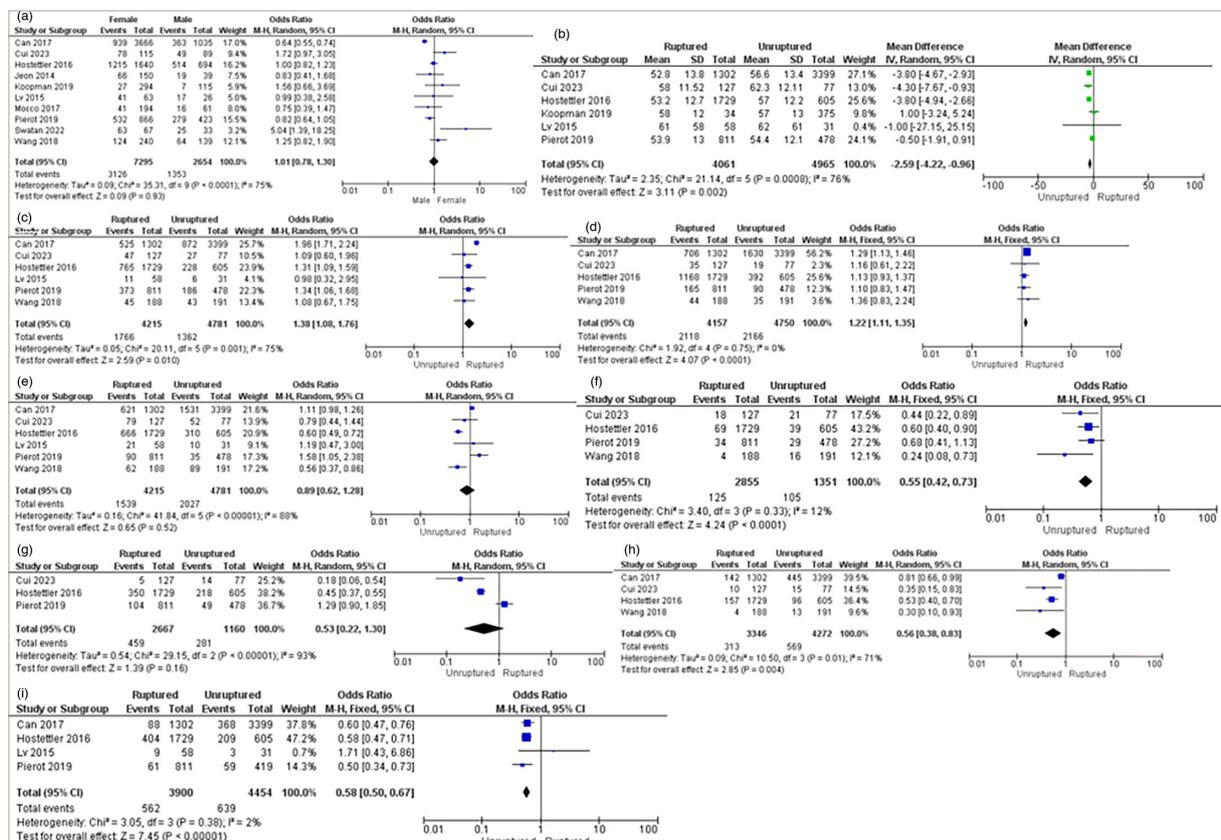 (a)
Female Male Odds Ratio Odds Ratio
Study or Subgroup Events Total Events Total Weight M-H, Random, 95% CI M-H, Random, 95% CI
Can 2017 939 3666 363 1035 17.0% 0.64 [0.55, 0.74]
Cui 2023 78 115 49 89 9.4% 1.72 [0.97, 3.05]
Hostettler 2016 1215 1640 514 694 16.4% 1.00 [0.82, 1.23]
Jeon 2014 66 150 19 39 7.6% 0.83 [0.41, 1.68]
Koopman 2019 27 294 7 115 5.9% 1.56 [0.66, 3.69]
Lv 2015 41 63 17 26 5.1% 0.99 [0.38, 2.58]
Mocco 2017 41 194 16 61 8.1% 0.75 [0.39, 1.47]
Pierot 2019 532 866 279 423 15.9% 0.82 [0.64, 1.05]
Swatan 2022 63 67 25 33 3.2% 5.04 [1.39, 18.25]
Wang 2018 124 240 64 139 11.5% 1.25 [0.82, 1.90]
Total (95% CI) 7295 2654 100.0% 1.01 [0.78, 1.30]
Total events 3126 1353
Heterogeneity: Tau² = 0.09; Chi² = 35.31, df = 9 (P < 0.0001); I² = 75%
Test for overall effect: Z = 0.09 (P = 0.93)
0.01 0.1 1 10 100
Male Female
(b)
Ruptured Unruptured Mean Difference Mean Difference
Study or Subgroup Mean SD Total Mean SD Total Weight IV, Random, 95% CI IV, Random, 95% CI
Can 2017 52.8 13.8 1302 56.6 13.4 3399 27.1% -3.80 [-4.67, -2.93]
Cui 2023 58 11.52 127 62.3 12.11 77 13.0% -4.30 [-7.67, -0.93]
Hostettler 2016 53.2 12.7 1729 57 12.2 605 25.9% -3.80 [-4.94, -2.66]
Koopman 2019 58 12 34 57 13 375 9.8% 1.00 [-3.24, 5.24]
Lv 2015 61 58 58 62 61 31 0.4% -1.00 [-27.15, 25.15]
Pierot 2019 53.9 13 811 54.4 12.1 478 24.1% -0.50 [-1.91, 0.91]
Total (95% CI) 4061 4965 100.0% -2.59 [-4.22, -0.96]
Heterogeneity: Tau² = 2.35; Chi² = 21.14, df = 5 (P = 0.0008); I² = 76%
Test for overall effect: Z = 3.11 (P = 0.002)
-100 -50 0 50 100
Unruptured Ruptured
(c)
Ruptured Unruptured Odds Ratio Odds Ratio
Study or Subgroup Events Total Events Total Weight M-H, Random, 95% CI M-H, Random, 95% CI
Can 2017 525 1302 872 3399 25.7% 1.96 [1.71, 2.24]
Cui 2023 47 127 27 77 10.4% 1.09 [0.60, 1.96]
Hostettler 2016 765 1729 228 605 23.9% 1.31 [1.09, 1.59]
Lv 2015 11 58 6 31 4.1% 0.98 [0.32, 2.95]
Pierot 2019 373 811 186 478 22.3% 1.34 [1.06, 1.68]
Wang 2018 45 188 43 191 13.4% 1.08 [0.67, 1.75]
Total (95% CI) 4215 4781 100.0% 1.38 [1.08, 1.76]
Total events 1766 1362
Heterogeneity: Tau² = 0.05; Chi² = 20.11, df = 5 (P = 0.001); I² = 75%
Test for overall effect: Z = 2.59 (P = 0.010)
0.01 0.1 1 10 100
Unruptured Ruptured
(d)
Ruptured Unruptured Odds Ratio Odds Ratio
Study or Subgroup Events Total Events Total Weight M-H, Fixed, 95% CI M-H, Fixed, 95% CI
Can 2017 706 1302 1630 3399 56.2% 1.29 [1.13, 1.46]
Cui 2023 35 127 19 77 2.3% 1.16 [0.61, 2.22]
Hostettler 2016 1168 1729 392 605 25.6% 1.13 [0.93, 1.37]
Pierot 2019 165 811 90 478 12.3% 1.10 [0.83, 1.47]
Wang 2018 44 188 35 191 3.6% 1.36 [0.83, 2.24]
Total (95% CI) 4157 4750 100.0% 1.22 [1.11, 1.35]
Total events 2118 2166
Heterogeneity: Chi² = 1.92, df = 4 (P = 0.75); I² = 0%
Test for overall effect: Z = 4.07 (P < 0.0001)
0.01 0.1 1 10 100
Unruptured Ruptured
(e)
Ruptured Unruptured Odds Ratio Odds Ratio
Study or Subgroup Events Total Events Total Weight M-H, Random, 95% CI M-H, Random, 95% CI
Can 2017 621 1302 1531 3399 21.6% 1.11 [0.98, 1.26]
Cui 2023 79 127 52 77 13.9% 0.79 [0.44, 1.44]
Hostettler 2016 666 1729 310 605 20.7% 0.60 [0.49, 0.72]
Lv 2015 21 58 10 31 9.2% 1.19 [0.47, 3.00]
Pierot 2019 90 811 35 478 17.3% 1.58 [1.05, 2.38]
Wang 2018 62 188 89 191 17.2% 0.56 [0.37, 0.86]
Total (95% CI) 4215 4781 100.0% 0.89 [0.62, 1.28]
Total events 1539 2027
Heterogeneity: Tau² = 0.16; Chi² = 41.84, df = 5 (P < 0.00001); I² = 88%
Test for overall effect: Z = 0.65 (P = 0.52)
0.01 0.1 1 10 100
Unruptured Ruptured
(f)
Ruptured Unruptured Odds Ratio Odds Ratio
Study or Subgroup Events Total Events Total Weight M-H, Fixed, 95% CI M-H, Fixed, 95% CI
Cui 2023 18 127 21 77 17.5% 0.44 [0.22, 0.89]
Hostettler 2016 69 1729 39 605 43.2% 0.60 [0.40, 0.90]
Pierot 2019 34 811 29 478 27.2% 0.68 [0.41, 1.13]
Wang 2018 4 188 16 191 12.1% 0.24 [0.08, 0.73]
Total (95% CI) 2855 1351 100.0% 0.55 [0.42, 0.73]
Total events 125 105
Heterogeneity: Chi² = 3.40, df = 3 (P = 0.33); I² = 12%
Test for overall effect: Z = 4.24 (P < 0.0001)
0.01 0.1 1 10 100
Unruptured Ruptured
(g)
Ruptured Unruptured Odds Ratio Odds Ratio
Study or Subgroup Events Total Events Total Weight M-H, Random, 95% CI M-H, Random, 95% CI
Cui 2023 5 127 14 77 25.2% 0.18 [0.06, 0.54]
Hostettler 2016 350 1729 218 605 38.2% 0.45 [0.37, 0.55]
Pierot 2019 104 811 49 478 36.7% 1.29 [0.90, 1.85]
Total (95% CI) 2667 1160 100.0% 0.53 [0.22, 1.30]
Total events 459 281
Heterogeneity: Tau² = 0.54; Chi² = 29.15, df = 2 (P < 0.00001); I² = 93%
Test for overall effect: Z = 1.39 (P = 0.16)
0.01 0.1 1 10 100
Unruptured Ruptured
(h)
Ruptured Unruptured Odds Ratio Odds Ratio
Study or Subgroup Events Total Events Total Weight M-H, Random, 95% CI M-H, Random, 95% CI
Can 2017 142 1302 445 3399 39.5% 0.81 [0.66, 0.99]
Cui 2023 10 127 15 77 14.5% 0.35 [0.15, 0.83]
Hostettler 2016 157 1729 96 605 36.4% 0.53 [0.40, 0.70]
Wang 2018 4 188 13 191 9.6% 0.30 [0.10, 0.93]
Total (95% CI) 3346 4272 100.0% 0.56 [0.38, 0.83]
Total events 313 569
Heterogeneity: Tau² = 0.09; Chi² = 10.50, df = 3 (P = 0.01); I² = 71%
Test for overall effect: Z = 2.85 (P = 0.004)
0.01 0.1 1 10 100
Unruptured Ruptured
(i)
Ruptured Unruptured Odds Ratio Odds Ratio
Study or Subgroup Events Total Events Total Weight M-H, Fixed, 95% CI M-H, Fixed, 95% CI
Can 2017 88 1302 368 3399 37.8% 0.60 [0.47, 0.76]
Hostettler 2016 404 1729 209 605 47.2% 0.58 [0.47, 0.71]
Lv 2015 9 58 3 31 0.7% 1.71 [0.43, 6.86]
Pierot 2019 61 811 59 419 14.3% 0.50 [0.34, 0.73]
Total (95% CI) 3900 4454 100.0% 0.58 [0.50, 0.67]
Total events 562 639
Heterogeneity: Chi² = 3.05, df = 3 (P = 0.38); I² = 2%
Test for overall effect: Z = 7.45 (P < 0.00001)
0.01 0.1 1 10 100
Unruptured Ruptured